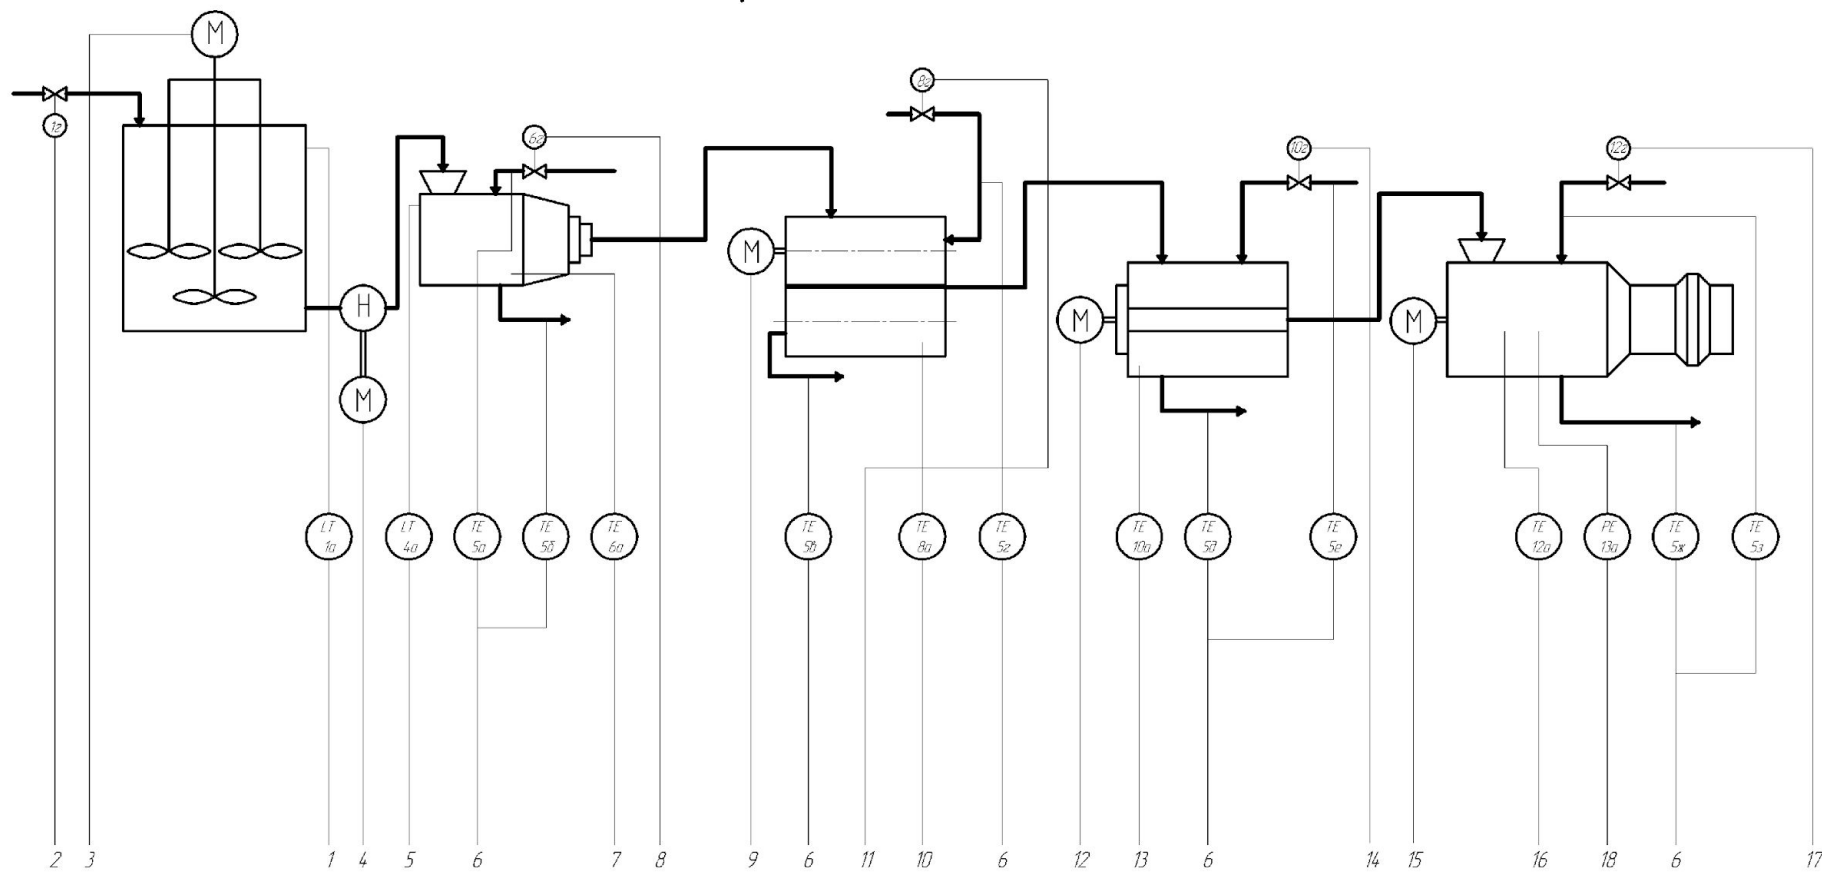 M
8г
1г
6г
10г
12г
M
H
M
M
M
M
LT 1а
LT 4а
TE 5а
TE 5б
TE 6а
TE 5в
TE 8а
TE 5г
TE 10а
TE 5д
TE 5е
TE 12а
PE 13а
TE 5ж
TE 5з
2 3 1 4 5 6 7 8 9 6 11 10 6 12 13 6 14 15 16 18 6 17